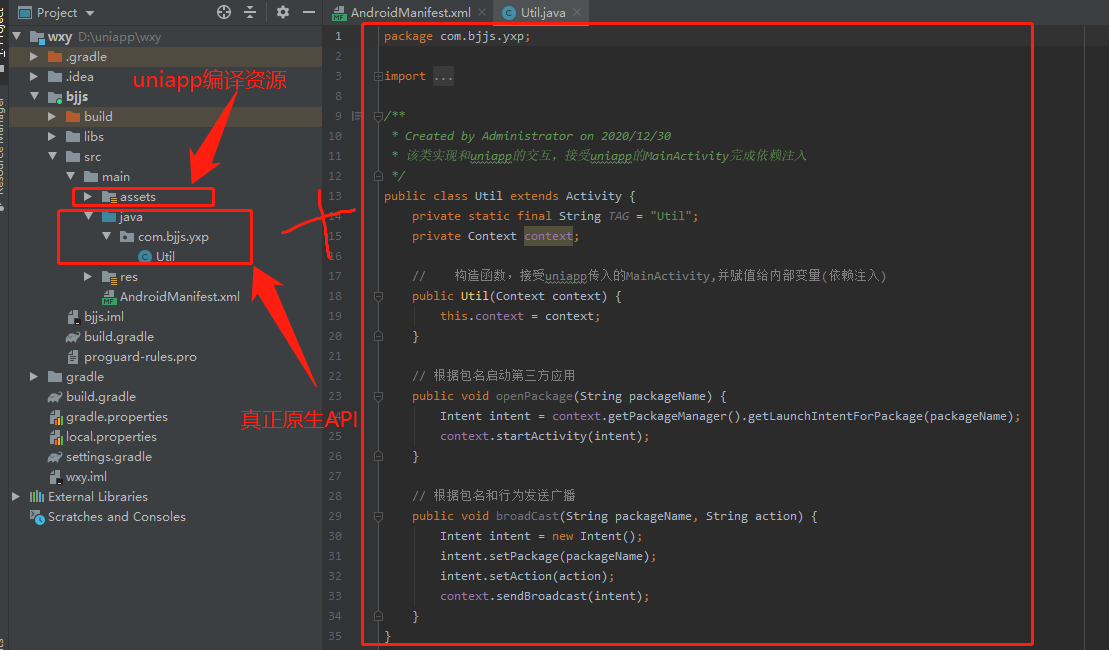 Project
AndroidManifest.xml
Util.java
wxy D:\uniapp\wxy
.gradle
.idea
bjjs
build
libs
src
main
assets
java
com.bjjs.yxp
Util
res
AndroidManifest.xml
bjjs.iml
build.gradle
proguard-rules.pro
gradle
build.gradle
gradle.properties
local.properties
settings.gradle
wxy.iml
External Libraries
Scratches and Consoles
uniapp编译资源
真正原生API
1 package com.bjjs.yxp;
2
3 import ...
8
9 /**
10 * Created by Administrator on 2020/12/30
11 * 该类实现和uniapp的交互，接受uniapp的MainActivity完成依赖注入
12 */
13 public class Util extends Activity {
14 private static final String TAG = "Util";
15 private Context context;
16
17 // 构造函数，接受uniapp传入的MainActivity,并赋值给内部变量(依赖注入)
18 public Util(Context context) {
19 this.context = context;
20 }
21
22 // 根据包名启动第三方应用
23 public void openPackage(String packageName) {
Intent intent = context.getPackageManager().getLaunchIntentForPackage(packageName);
25 context.startActivity(intent);
26 }
27
28 // 根据包名和行为发送广播
29 public void broadCast(String packageName, String action) {
30 Intent intent = new Intent();
31 intent.setPackage(packageName);
32 intent.setAction(action);
33 context.sendBroadcast(intent);
34 }
35 }